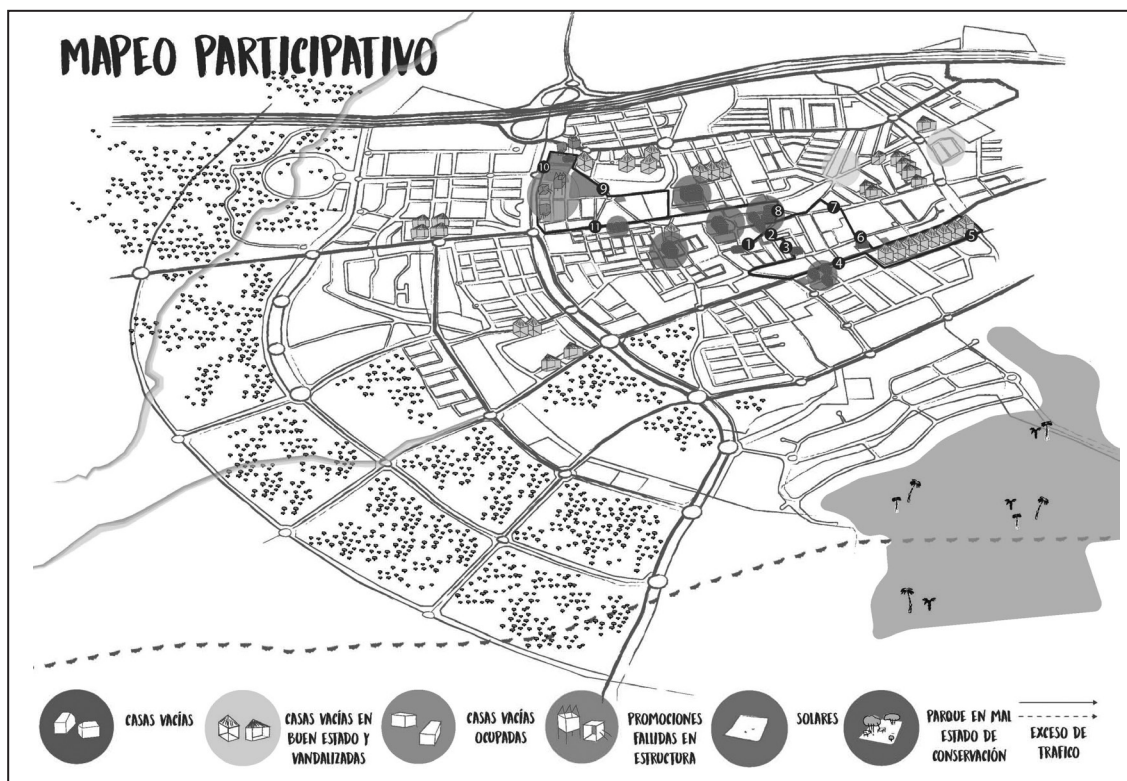 MAPEO PARTICIPATIVO
10
9
11
8
7
1
2
3
6
5
4
CASAS VACÍAS
CASAS VACÍAS EN
BUEN ESTADO Y
VANDALIZADAS
CASAS VACÍAS
OCUPADAS
PROMOCIONES
FALLIDAS EN
ESTRUCTURA
SOLARES
PARQUE EN MAL
ESTADO DE
CONSERVACIÓN
EXCESO DE
TRAFICO